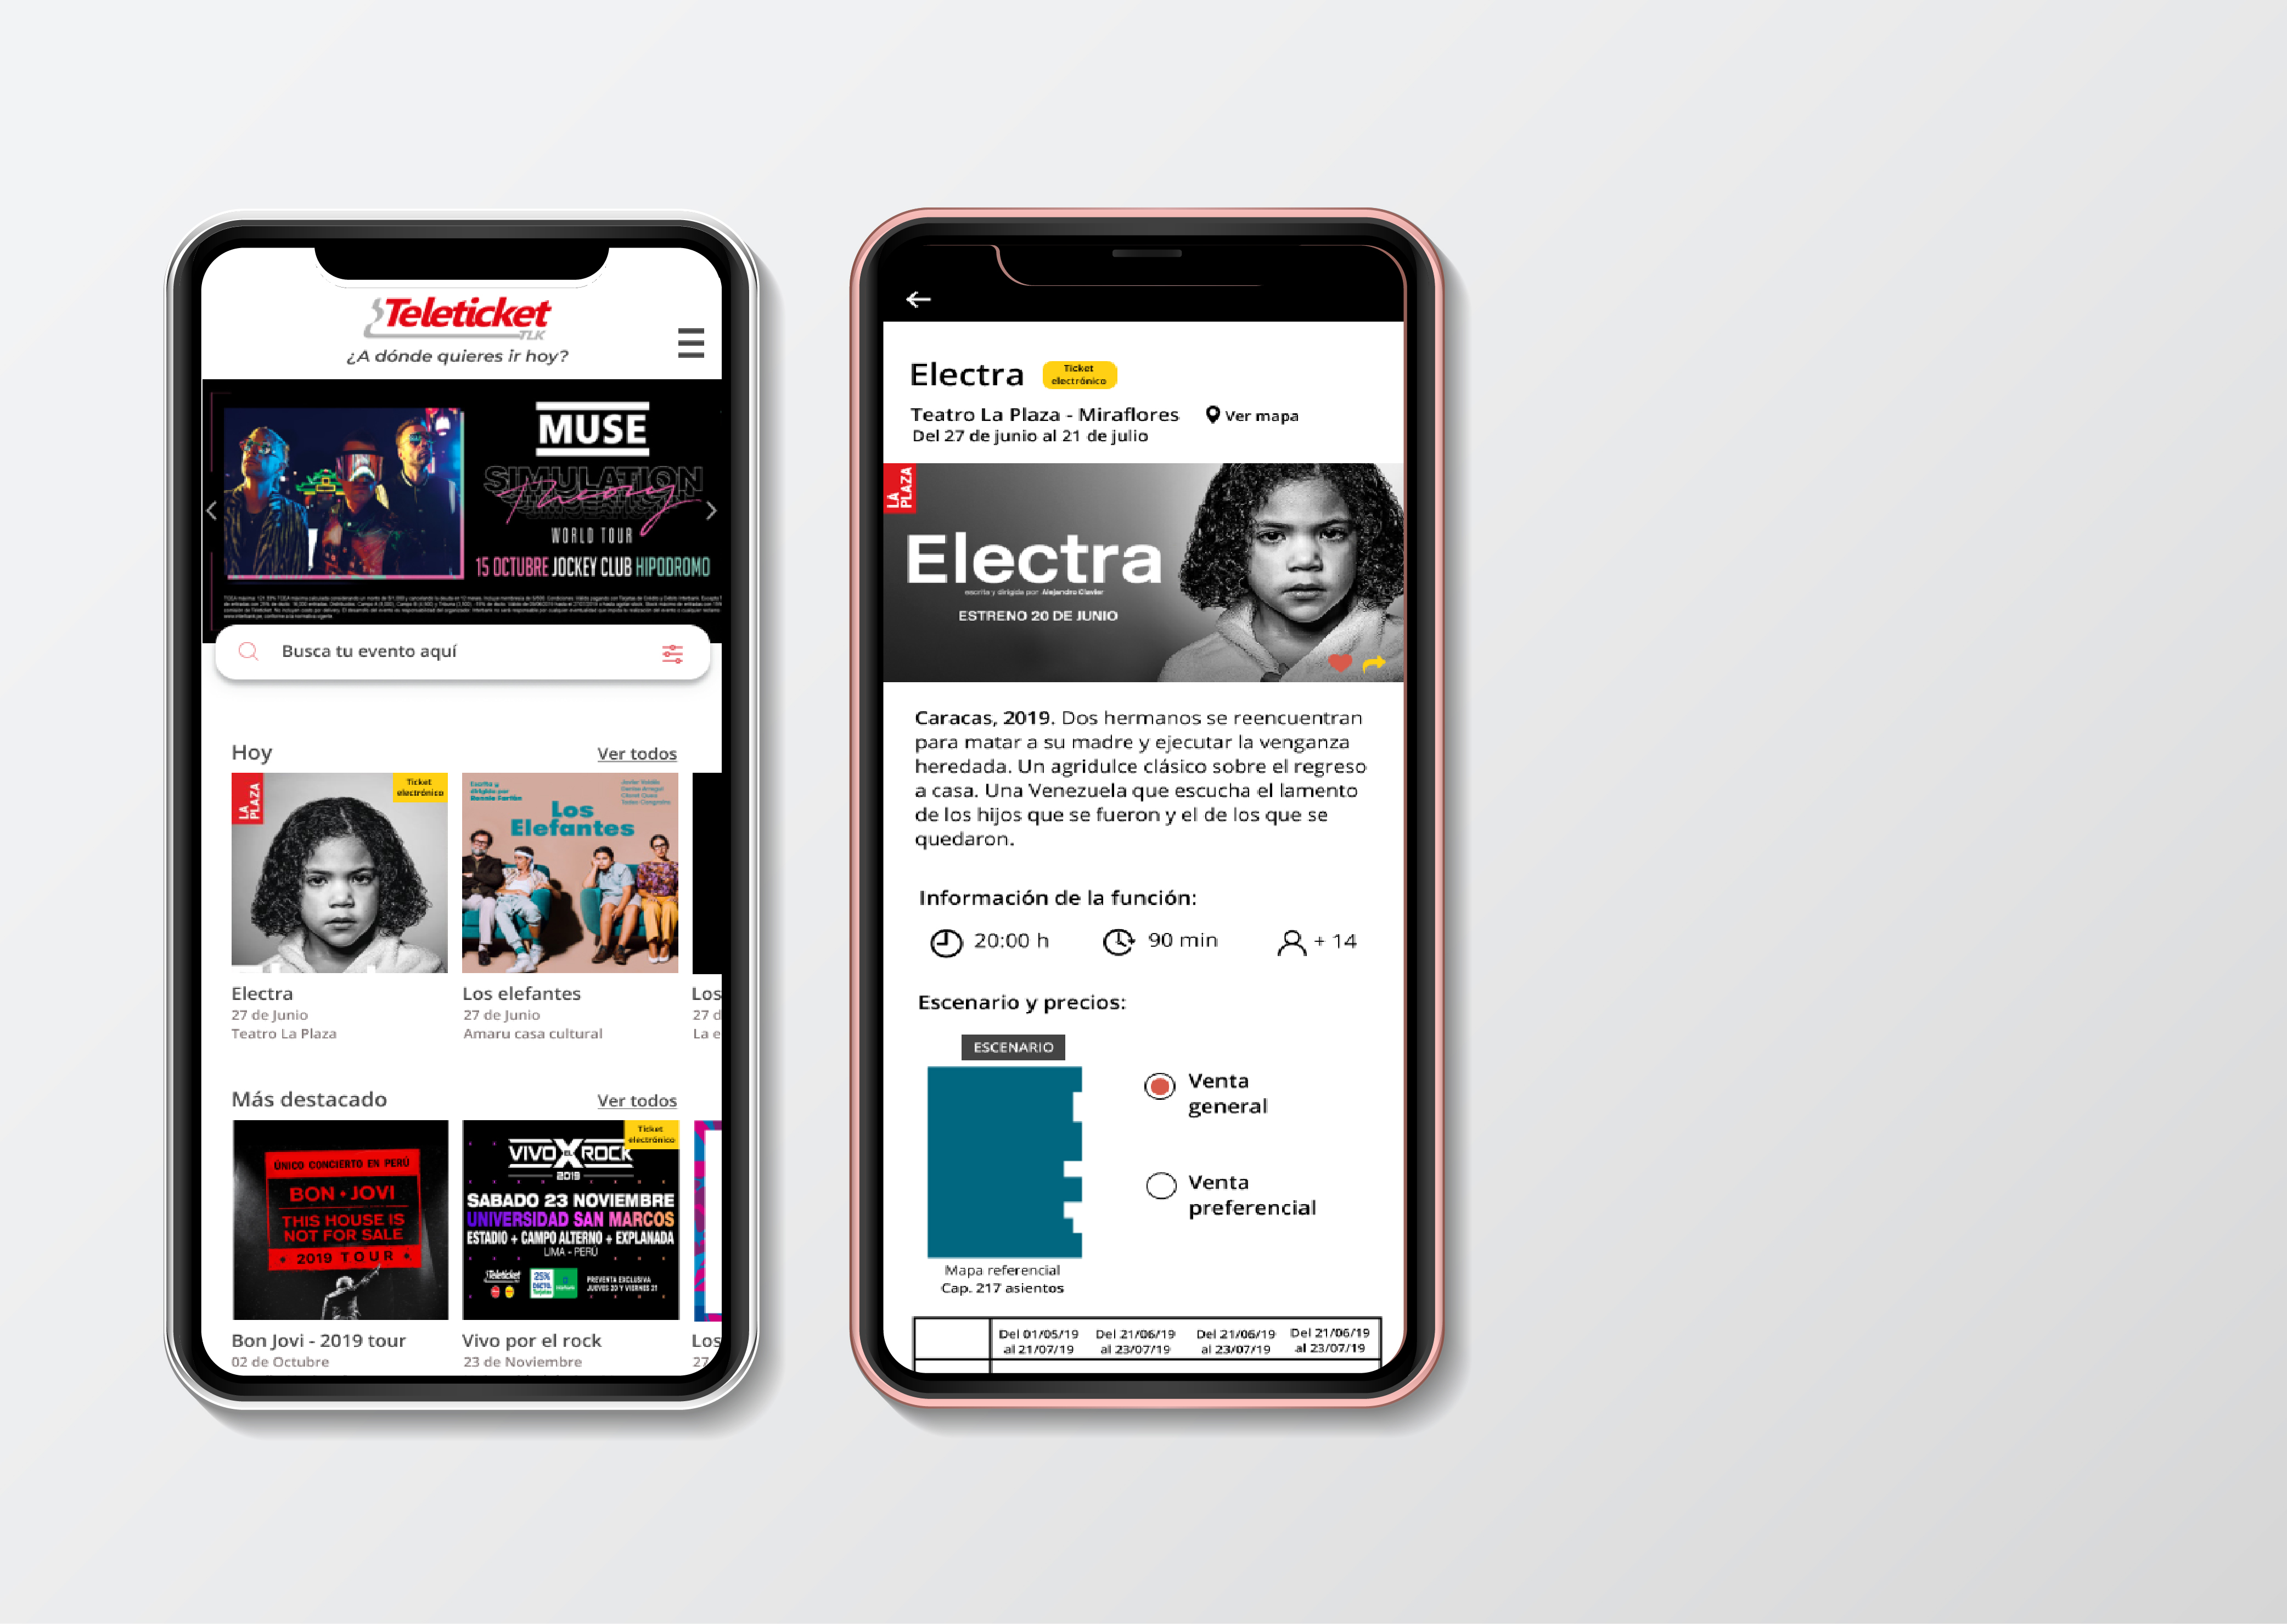 Teleticket
TLK
¿A dónde quieres ir hoy?
MUSE
SIMULATION
Theory
WORLD TOUR
15 OCTUBRE JOCKEY CLUB HIPODROMO
Busca tu evento aquí
Hoy
Ver todos
LA
PLAZA
Ticket
electrónico
Escrita y
dirigida por
Los
Elefantes
Electra
27 de Junio
Teatro La Plaza
Los elefantes
27 de Junio
Amaru casa cultural
Los
27 d
La e
Más destacado
Ver todos
ÚNICO CONCIERTO EN PERÚ
BON • JOVI
THIS HOUSE IS
NOT FOR SALE
• 2019 TOUR •
Ticket
electrónico
VIVO X EL ROCK
2019
SABADO 23 NOVIEMBRE
UNIVERSIDAD SAN MARCOS
ESTADIO + CAMPO ALTERNO + EXPLANADA
LIMA - PERÚ
Teleticket
25%
DSCTO.
PREVENTA EXCLUSIVA
JUEVES 20 Y VIERNES 21
Bon Jovi - 2019 tour
02 de Octubre
Vivo por el rock
23 de Noviembre
Los
27
Electra
Ticket
electrónico
Teatro La Plaza - Miraflores
Ver mapa
Del 27 de junio al 21 de julio
LA
PLAZA
Electra
escrita y dirigida por Alejandro Clavier
ESTRENO 20 DE JUNIO
Caracas, 2019. Dos hermanos se reencuentran
para matar a su madre y ejecutar la venganza
heredada. Un agridulce clásico sobre el regreso
a casa. Una Venezuela que escucha el lamento
de los hijos que se fueron y el de los que se
quedaron.
Información de la función:
20:00 h
90 min
+ 14
Escenario y precios:
ESCENARIO
Venta
general
Venta
preferencial
Mapa referencial
Cap. 217 asientos
Del 01/05/19
al 21/07/19
Del 21/06/19
al 23/07/19
Del 21/06/19
al 23/07/19
Del 21/06/19
al 23/07/19